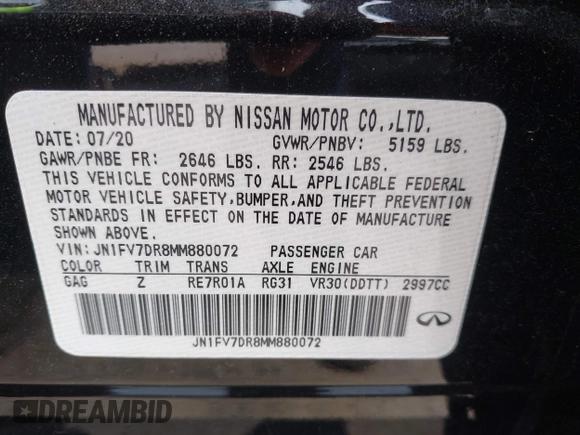 MANUFACTURED BY NISSAN MOTOR CO.,LTD.
DATE: 07/20 GVWR/PNBV: 5159 LBS.
GAWR/PNBE FR: 2646 LBS. RR: 2546 LBS.
THIS VEHICLE CONFORMS TO ALL APPLICABLE FEDERAL
MOTOR VEHICLE SAFETY, BUMPER, AND THEFT PREVENTION
STANDARDS IN EFFECT ON THE DATE OF MANUFACTURE
SHOWN ABOVE.
VIN: JN1FV7DR8MM880072 PASSENGER CAR
COLOR TRIM TRANS AXLE ENGINE
GAG Z RE7R01A RG31 VR30(DDTT) 2997CC
JN1FV7DR8MM880072
DREAMBID